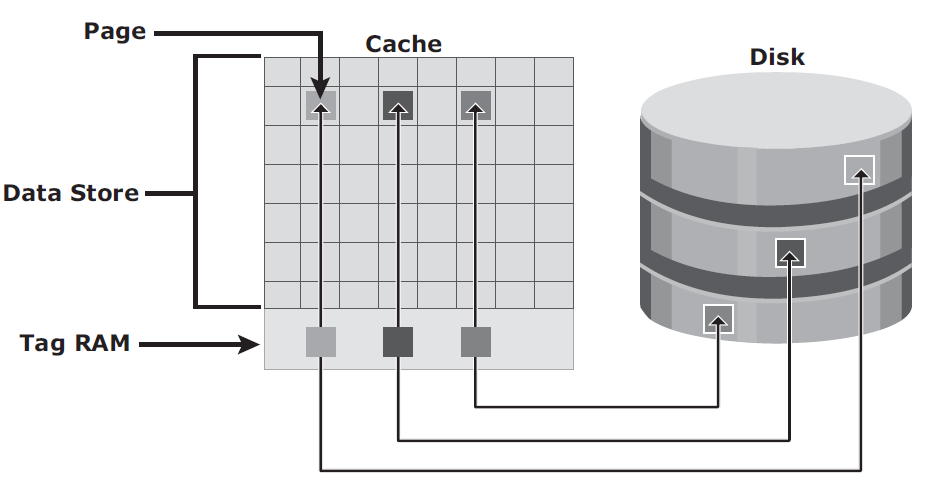 Page
Cache
Disk
Data Store
Tag RAM